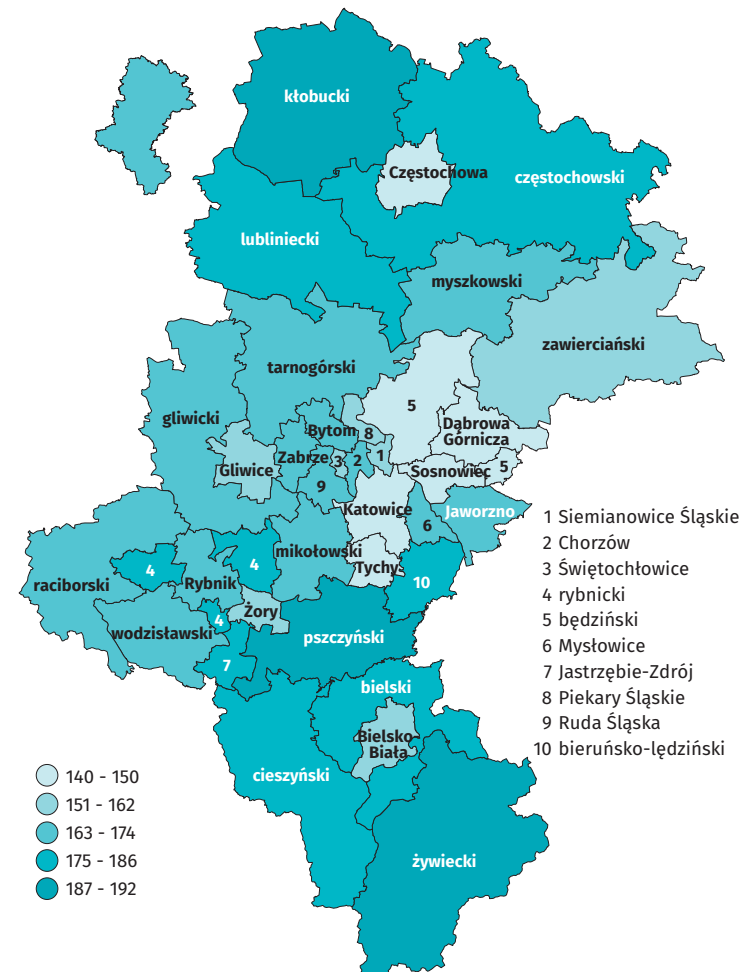 kłobucki
Częstochowa
częstochowski
lubliniecki
myszkowski
zawierciański
tarnogórski
5
gliwicki
Bytom
8
Dąbrowa
Górnicza
Gliwice
Zabrze
3
2
1
Sosnowiec
5
9
Katowice
6
Jaworzno
mikołowski
Tychy
10
raciborski
4
Rybnik
4
Żory
4
wodzisławski
7
pszczyński
bielski
Bielsko-
Biała
cieszyński
żywiecki
1 Siemianowice Śląskie
2 Chorzów
3 Świętochłowice
4 rybnicki
5 będziński
6 Mysłowice
7 Jastrzębie-Zdrój
8 Piekary Śląskie
9 Ruda Śląska
10 bieruńsko-lędziński
140 - 150
151 - 162
163 - 174
175 - 186
187 - 192